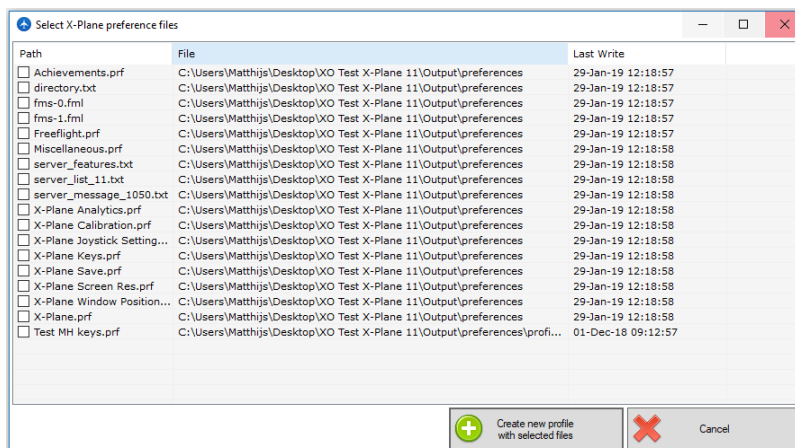 Select X-Plane preference files
Path File Last Write
Achievements.prf C:\Users\Matthijs\Desktop\XO Test X-Plane 11\Output\preferences 29-Jan-19 12:18:57
directory.txt C:\Users\Matthijs\Desktop\XO Test X-Plane 11\Output\preferences 29-Jan-19 12:18:57
fms-0.fml C:\Users\Matthijs\Desktop\XO Test X-Plane 11\Output\preferences 29-Jan-19 12:18:57
fms-1.fml C:\Users\Matthijs\Desktop\XO Test X-Plane 11\Output\preferences 29-Jan-19 12:18:57
Freeflight.prf C:\Users\Matthijs\Desktop\XO Test X-Plane 11\Output\preferences 29-Jan-19 12:18:57
Miscellaneous.prf C:\Users\Matthijs\Desktop\XO Test X-Plane 11\Output\preferences 29-Jan-19 12:18:58
server_features.txt C:\Users\Matthijs\Desktop\XO Test X-Plane 11\Output\preferences 29-Jan-19 12:18:58
server_list_11.txt C:\Users\Matthijs\Desktop\XO Test X-Plane 11\Output\preferences 29-Jan-19 12:18:58
server_message_1050.txt C:\Users\Matthijs\Desktop\XO Test X-Plane 11\Output\preferences 29-Jan-19 12:18:58
X-Plane Analytics.prf C:\Users\Matthijs\Desktop\XO Test X-Plane 11\Output\preferences 29-Jan-19 12:18:58
X-Plane Calibration.prf C:\Users\Matthijs\Desktop\XO Test X-Plane 11\Output\preferences 29-Jan-19 12:18:58
X-Plane Joystick Setting... C:\Users\Matthijs\Desktop\XO Test X-Plane 11\Output\preferences 29-Jan-19 12:18:58
X-Plane Keys.prf C:\Users\Matthijs\Desktop\XO Test X-Plane 11\Output\preferences 29-Jan-19 12:18:58
X-Plane Save.prf C:\Users\Matthijs\Desktop\XO Test X-Plane 11\Output\preferences 29-Jan-19 12:18:58
X-Plane Screen Res.prf C:\Users\Matthijs\Desktop\XO Test X-Plane 11\Output\preferences 29-Jan-19 12:18:58
X-Plane Window Position... C:\Users\Matthijs\Desktop\XO Test X-Plane 11\Output\preferences 29-Jan-19 12:18:58
X-Plane.prf C:\Users\Matthijs\Desktop\XO Test X-Plane 11\Output\preferences 29-Jan-19 12:18:58
Test MH keys.prf C:\Users\Matthijs\Desktop\XO Test X-Plane 11\Output\preferences\profi... 01-Dec-18 09:12:57
Create new profile
with selected files
Cancel